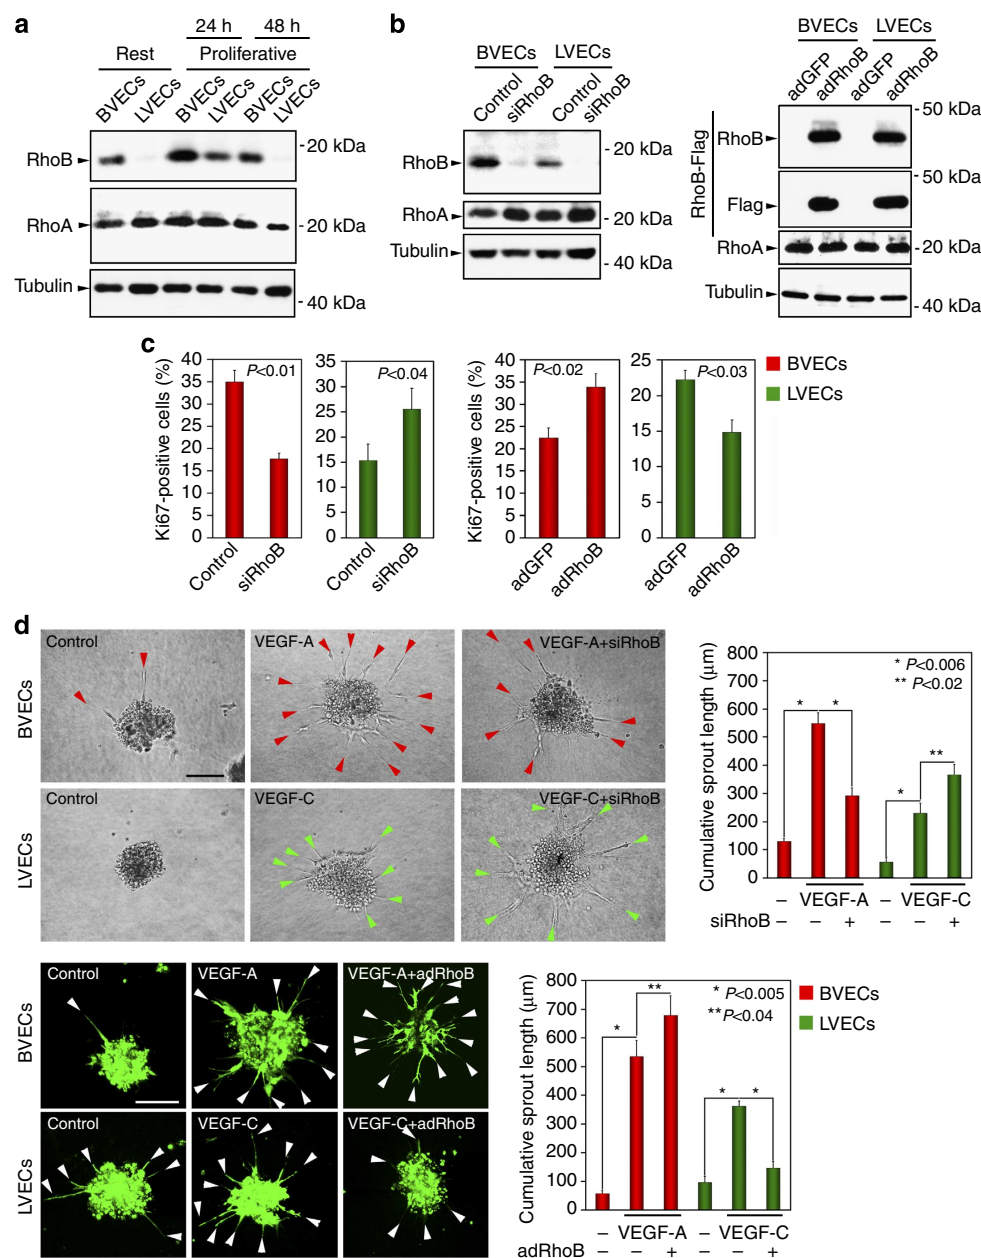 a
24 h 48 h
Rest Proliferative
BVECs LVECs BVECs LVECs BVECs LVECs
RhoB
- 20 kDa
RhoA
- 20 kDa
Tubulin
- 40 kDa
b
BVECs LVECs
Control siRhoB Control siRhoB
RhoB
- 20 kDa
RhoA
- 20 kDa
Tubulin
- 40 kDa
BVECs LVECs
adGFP adRhoB adGFP adRhoB
RhoB-Flag
- 50 kDa
RhoB
- 50 kDa
Flag
RhoA
- 20 kDa
Tubulin
- 40 kDa
c
Ki67-positive cells (%)
40
35
30
25
20
15
10
5
0
P<0.01
Control siRhoB
35
30
25
20
15
10
5
0
P<0.04
Control siRhoB
Ki67-positive cells (%)
40
35
30
25
20
15
10
5
0
P<0.02
adGFP adRhoB
25
20
15
10
5
0
P<0.03
adGFP adRhoB
BVECs
LVECs
d
BVECs
Control
VEGF-A
VEGF-A+siRhoB
LVECs
Control
VEGF-C
VEGF-C+siRhoB
Cumulative sprout length (µm)
800
700
600
500
400
300
200
100
0
* P<0.006
** P<0.02
* * * **
– VEGF-A – VEGF-C
siRhoB – – + – – +
BVECs
Control
VEGF-A
VEGF-A+adRhoB
LVECs
Control
VEGF-C
VEGF-C+adRhoB
Cumulative sprout length (µm)
800
700
600
500
400
300
200
100
0
* P<0.005
**P<0.04
* ** * *
– VEGF-A – VEGF-C
adRhoB – – + – – +
BVECs
LVECs